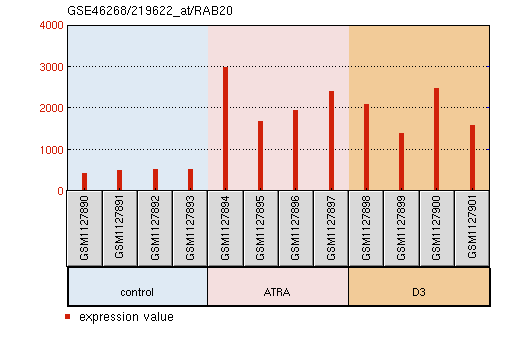 GSE46268/219622_at/RAB20
4000
3000
2000
1000
0
GSM1127890
GSM1127891
GSM1127892
GSM1127893
GSM1127894
GSM1127895
GSM1127896
GSM1127897
GSM1127898
GSM1127899
GSM1127900
GSM1127901
control ATRA D3
expression value